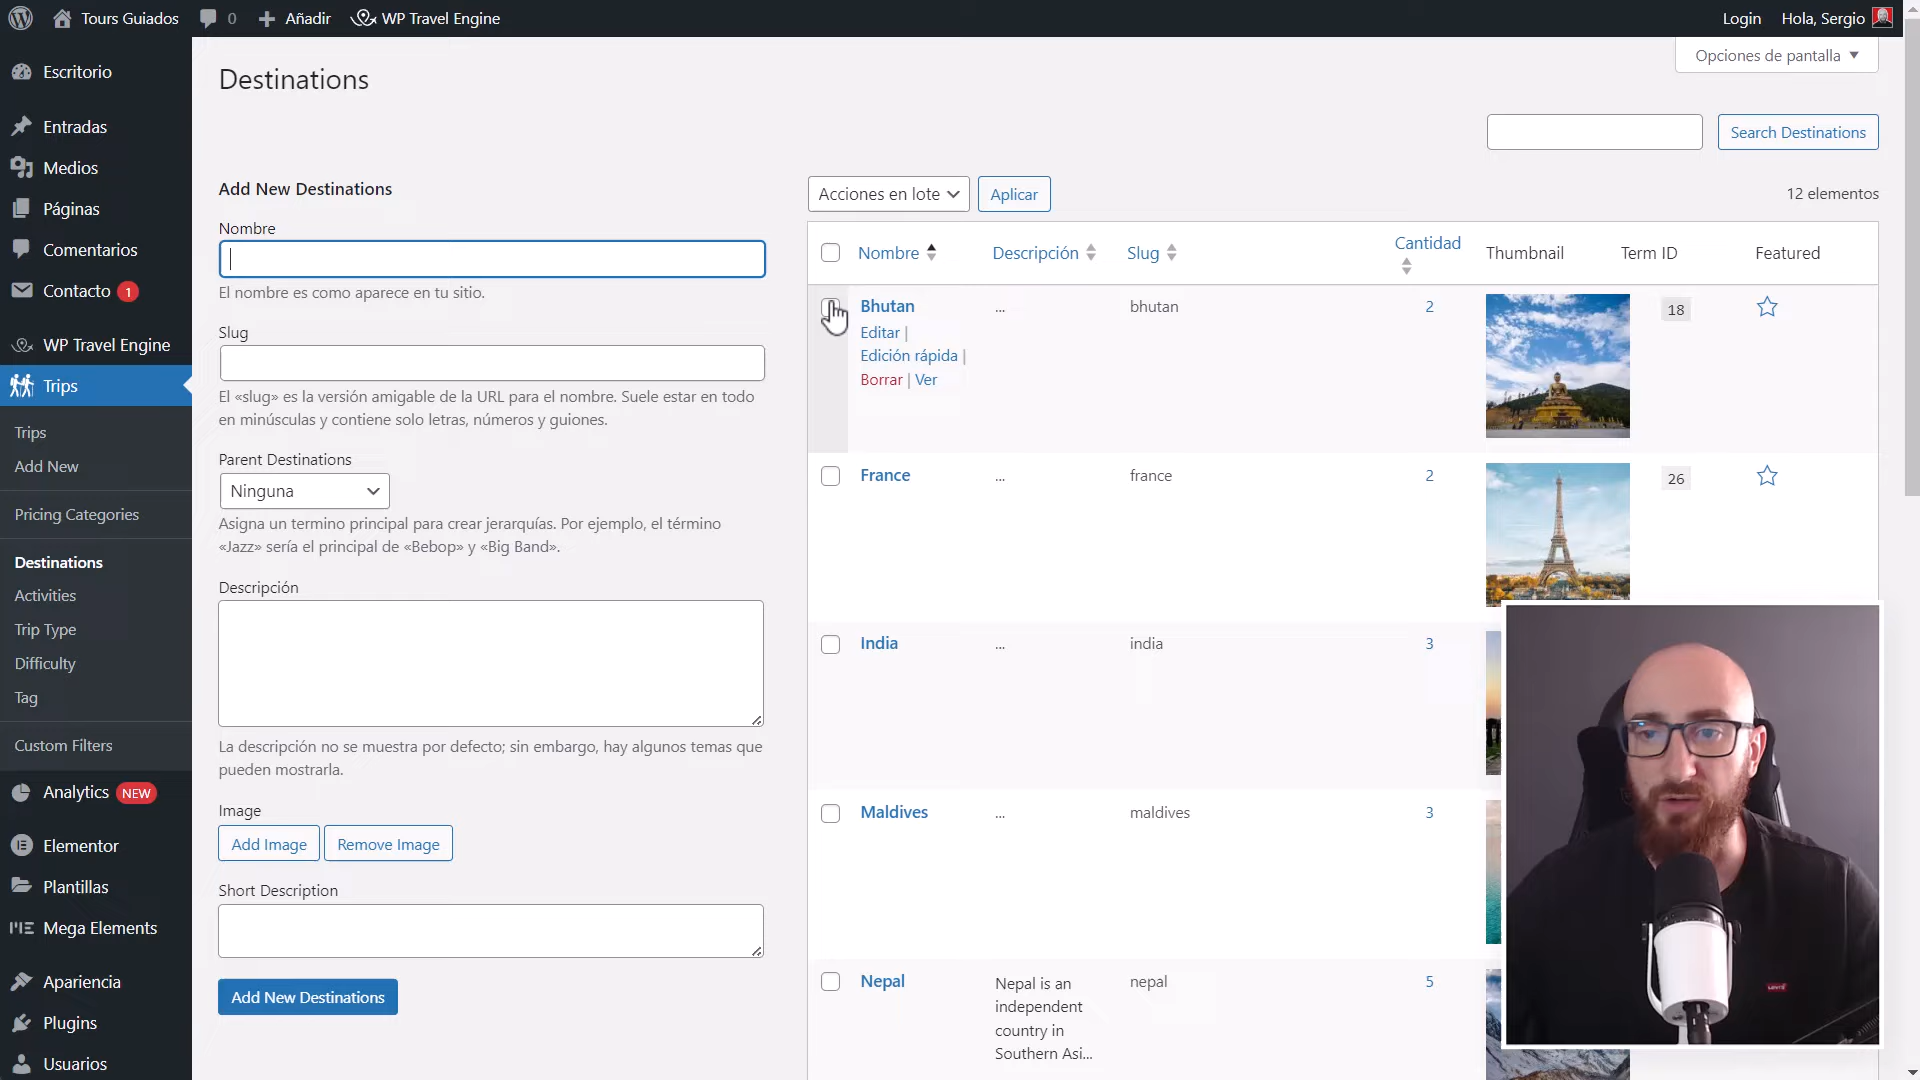 Tours Guiados
0
Añadir
WP Travel Engine
Login
Hola, Sergio
Opciones de pantalla
Escritorio
Entradas
Medios
Páginas
Comentarios
Contacto 1
WP Travel Engine
Trips
Trips
Add New
Pricing Categories
Destinations
Activities
Trip Type
Difficulty
Tag
Custom Filters
Analytics NEW
Elementor
Plantillas
Mega Elements
Apariencia
Plugins
Usuarios
Destinations
Search Destinations
Add New Destinations
Nombre
El nombre es como aparece en tu sitio.
Slug
El «slug» es la versión amigable de la URL para el nombre. Suele estar en todo
en minúsculas y contiene solo letras, números y guiones.
Parent Destinations
Ninguna
Asigna un termino principal para crear jerarquías. Por ejemplo, el término
«Jazz» sería el principal de «Bebop» y «Big Band».
Descripción
La descripción no se muestra por defecto; sin embargo, hay algunos temas que
pueden mostrarla.
Image
Add Image
Remove Image
Short Description
Add New Destinations
Acciones en lote
Aplicar
12 elementos
Nombre
Descripción
Slug
Cantidad
Thumbnail
Term ID
Featured
Bhutan
...
bhutan
2
18
Editar |
Edición rápida |
Borrar | Ver
France
...
france
2
26
India
...
india
3
Maldives
...
maldives
3
Nepal
Nepal is an
independent
country in
Southern Asi...
nepal
5